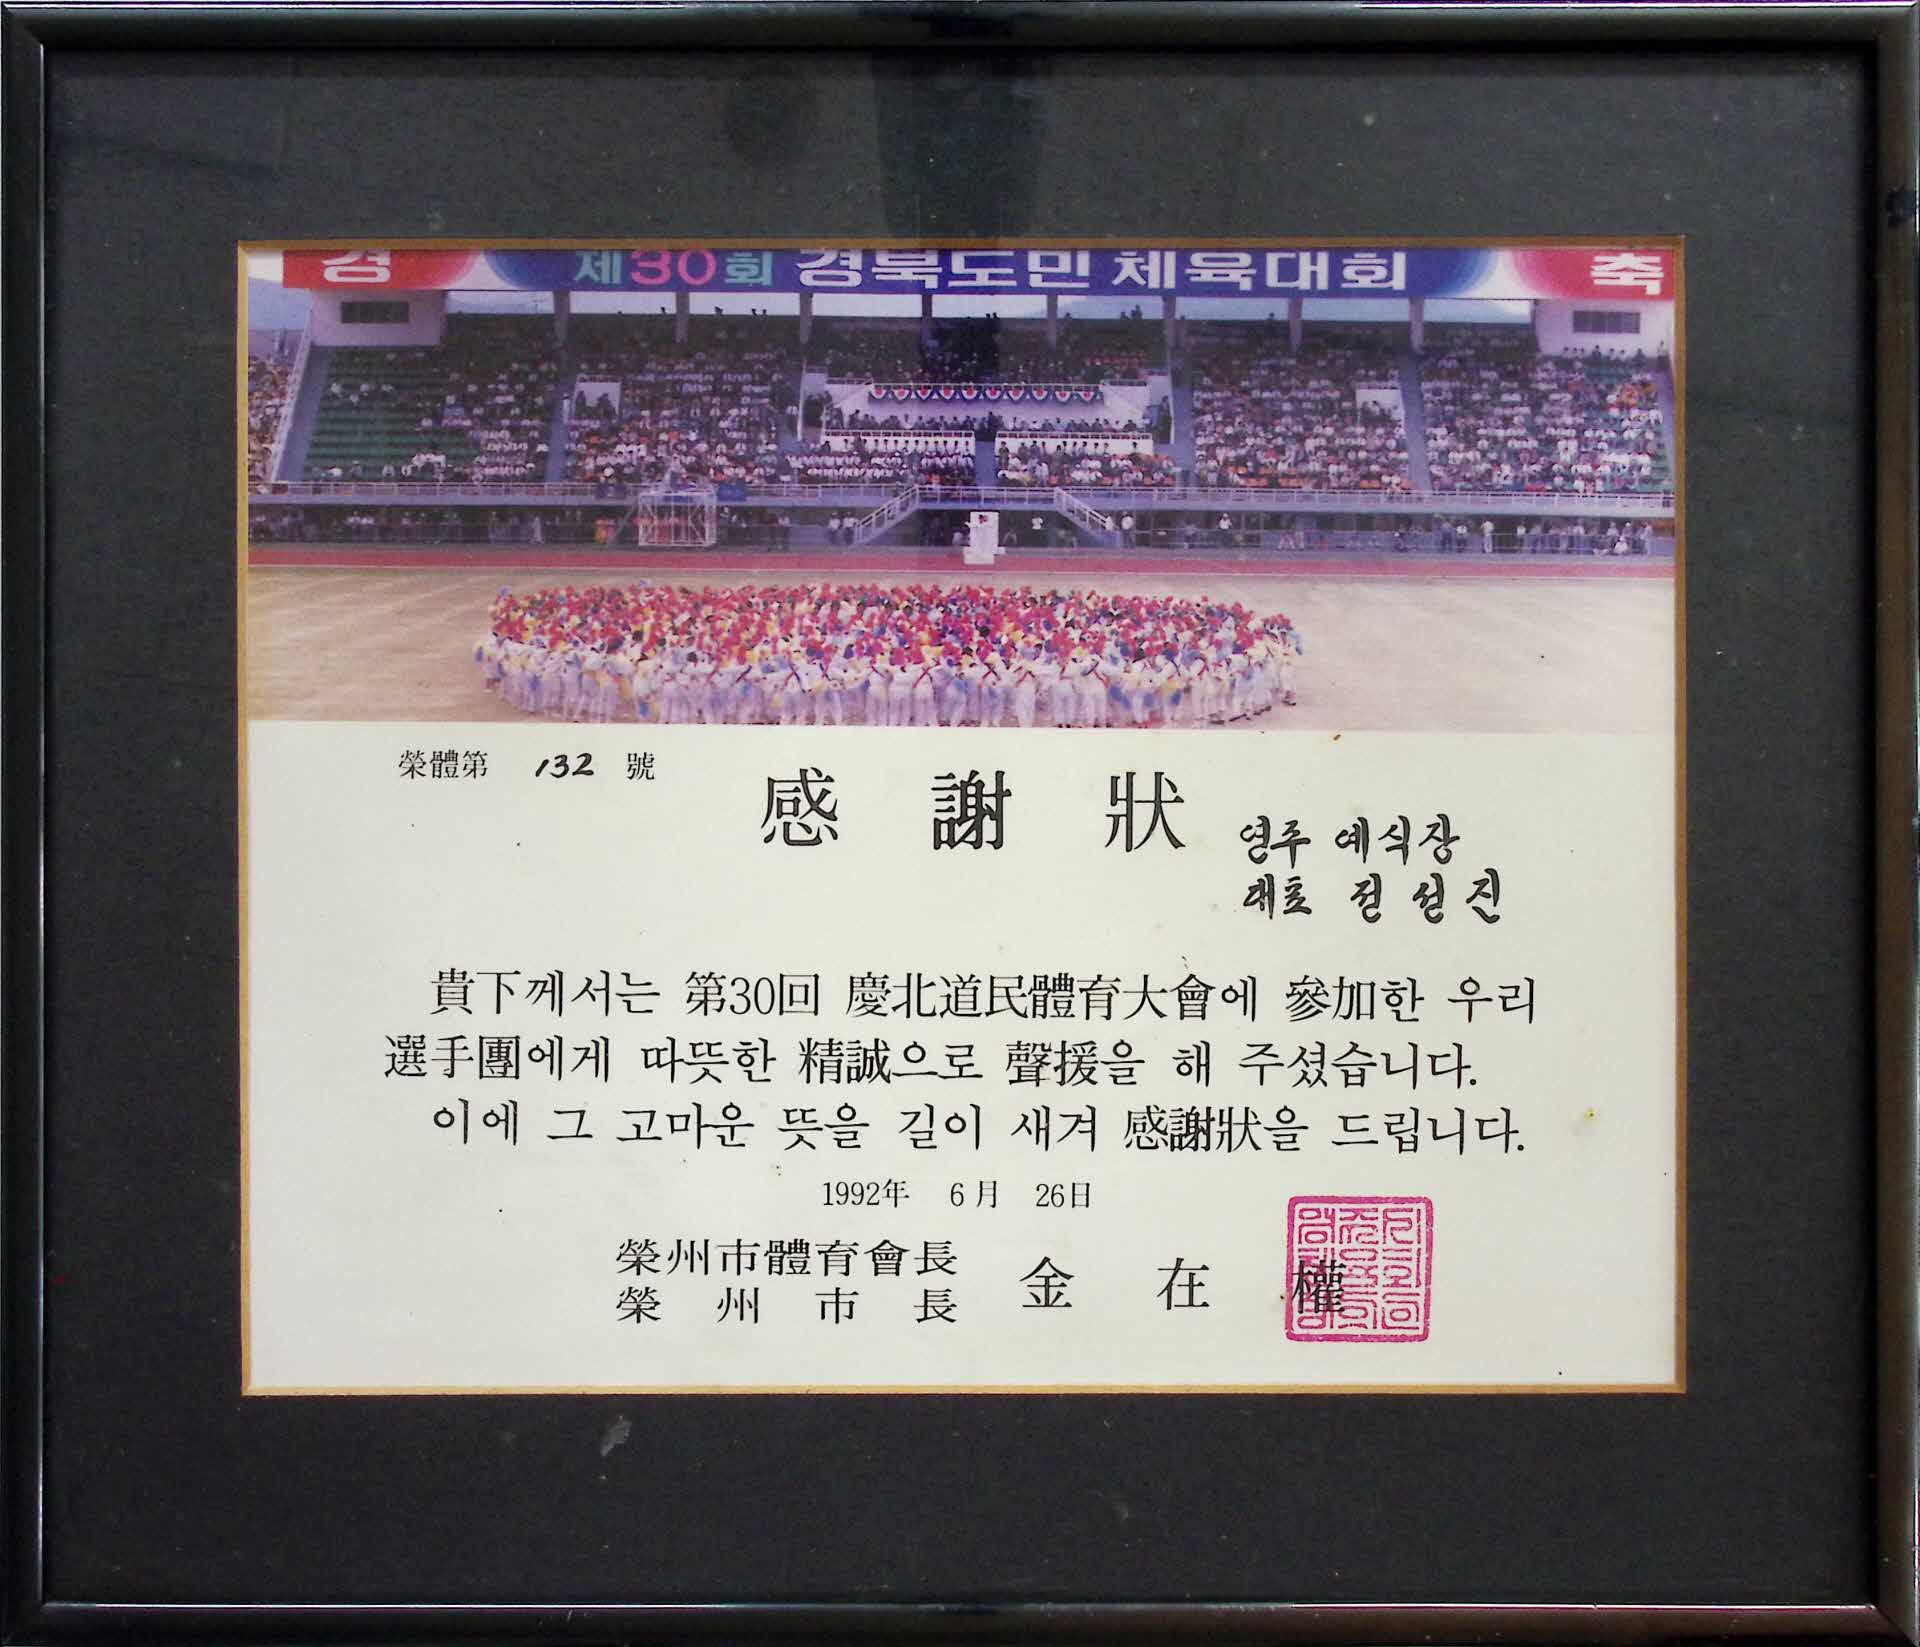 경 제30회 경북도민체육대회 축
榮體第 132 號
感謝狀
영주 예식장
대표 전선진
貴下께서는 第30回 慶北道民體育大會에 參加한 우리
選手團에게 따뜻한 精誠으로 聲援을 해 주셨습니다.
이에 그 고마운 뜻을 길이 새겨 感謝狀을 드립니다.
1992年 6月 26日
榮州市體育會長
榮州市長 金在權